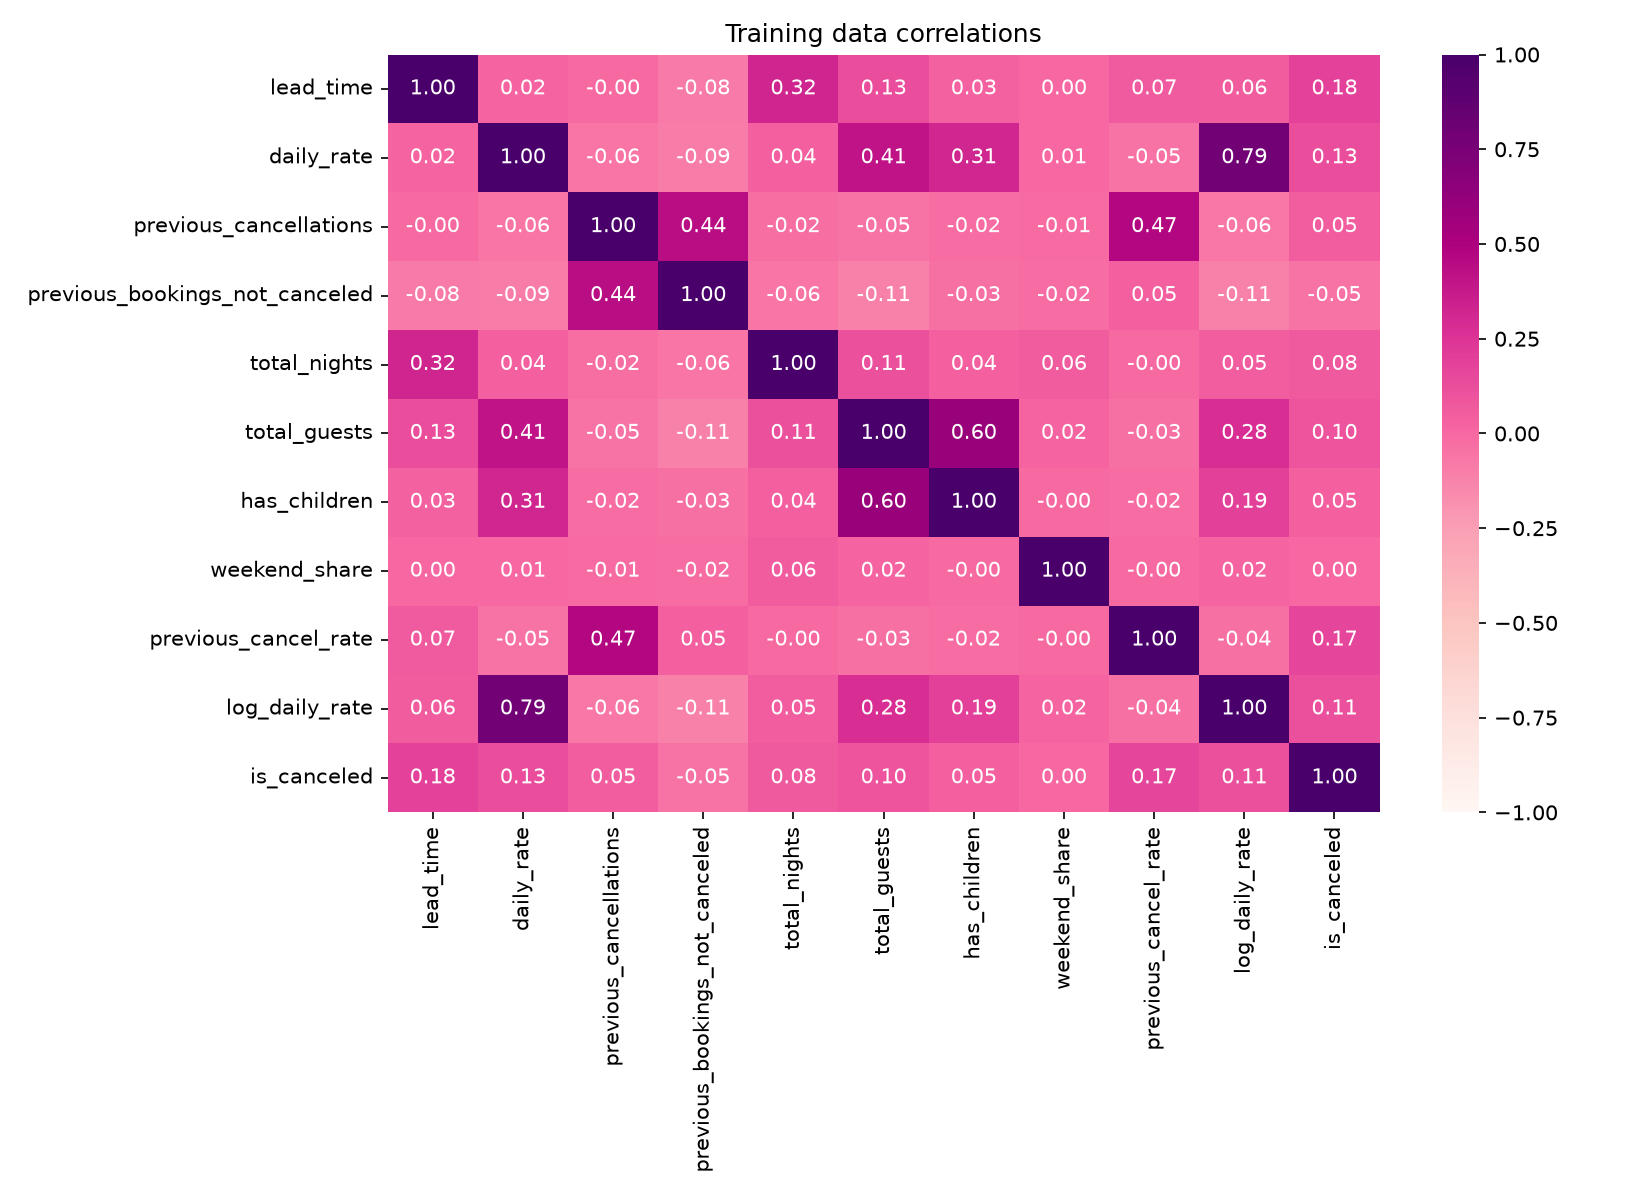 Training data correlations
lead_time 1.00 0.02 -0.00 -0.08 0.32 0.13 0.03 0.00 0.07 0.06 0.18
daily_rate 0.02 1.00 -0.06 -0.09 0.04 0.41 0.31 0.01 -0.05 0.79 0.13
previous_cancellations -0.00 -0.06 1.00 0.44 -0.02 -0.05 -0.02 -0.01 0.47 -0.06 0.05
previous_bookings_not_canceled -0.08 -0.09 0.44 1.00 -0.06 -0.11 -0.03 -0.02 0.05 -0.11 -0.05
total_nights 0.32 0.04 -0.02 -0.06 1.00 0.11 0.04 0.06 -0.00 0.05 0.08
total_guests 0.13 0.41 -0.05 -0.11 0.11 1.00 0.60 0.02 -0.03 0.28 0.10
has_children 0.03 0.31 -0.02 -0.03 0.04 0.60 1.00 -0.00 -0.02 0.19 0.05
weekend_share 0.00 0.01 -0.01 -0.02 0.06 0.02 -0.00 1.00 -0.00 0.02 0.00
previous_cancel_rate 0.07 -0.05 0.47 0.05 -0.00 -0.03 -0.02 -0.00 1.00 -0.04 0.17
log_daily_rate 0.06 0.79 -0.06 -0.11 0.05 0.28 0.19 0.02 -0.04 1.00 0.11
is_canceled 0.18 0.13 0.05 -0.05 0.08 0.10 0.05 0.00 0.17 0.11 1.00
lead_time
daily_rate
previous_cancellations
previous_bookings_not_canceled
total_nights
total_guests
has_children
weekend_share
previous_cancel_rate
log_daily_rate
is_canceled
1.00
0.75
0.50
0.25
0.00
−0.25
−0.50
−0.75
−1.00